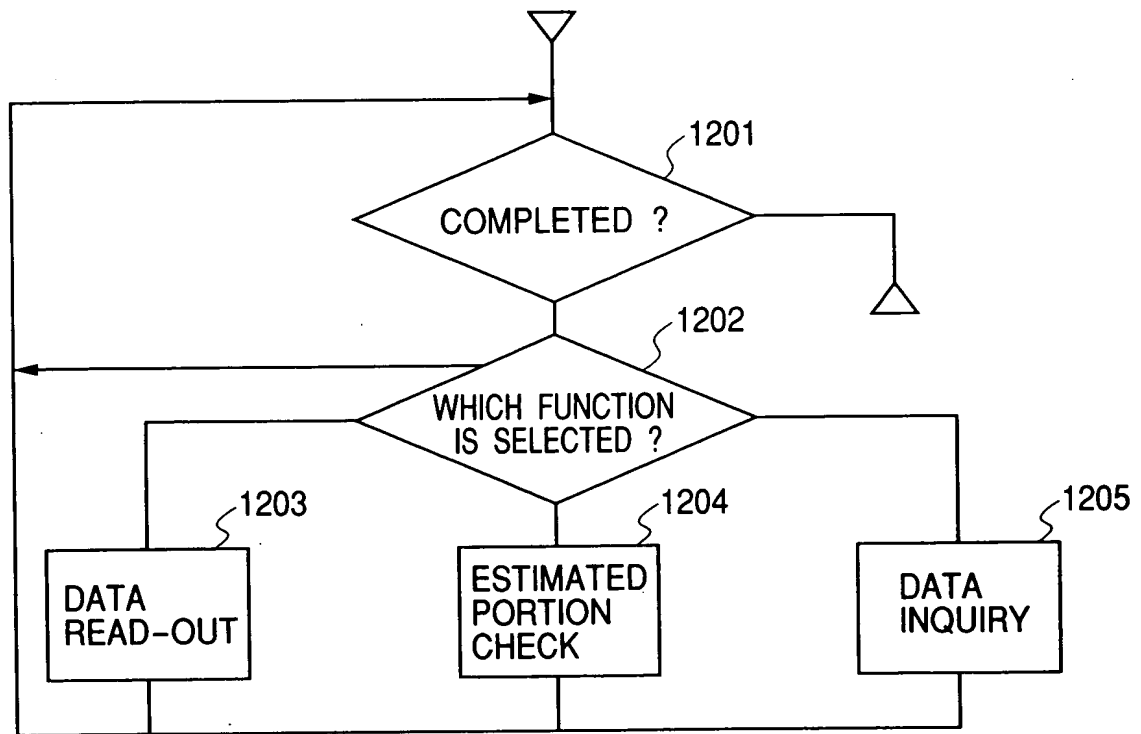 1201
COMPLETED ?
1202
WHICH FUNCTION
IS SELECTED ?
1203
DATA
READ-OUT
1204
ESTIMATED
PORTION
CHECK
1205
DATA
INQUIRY